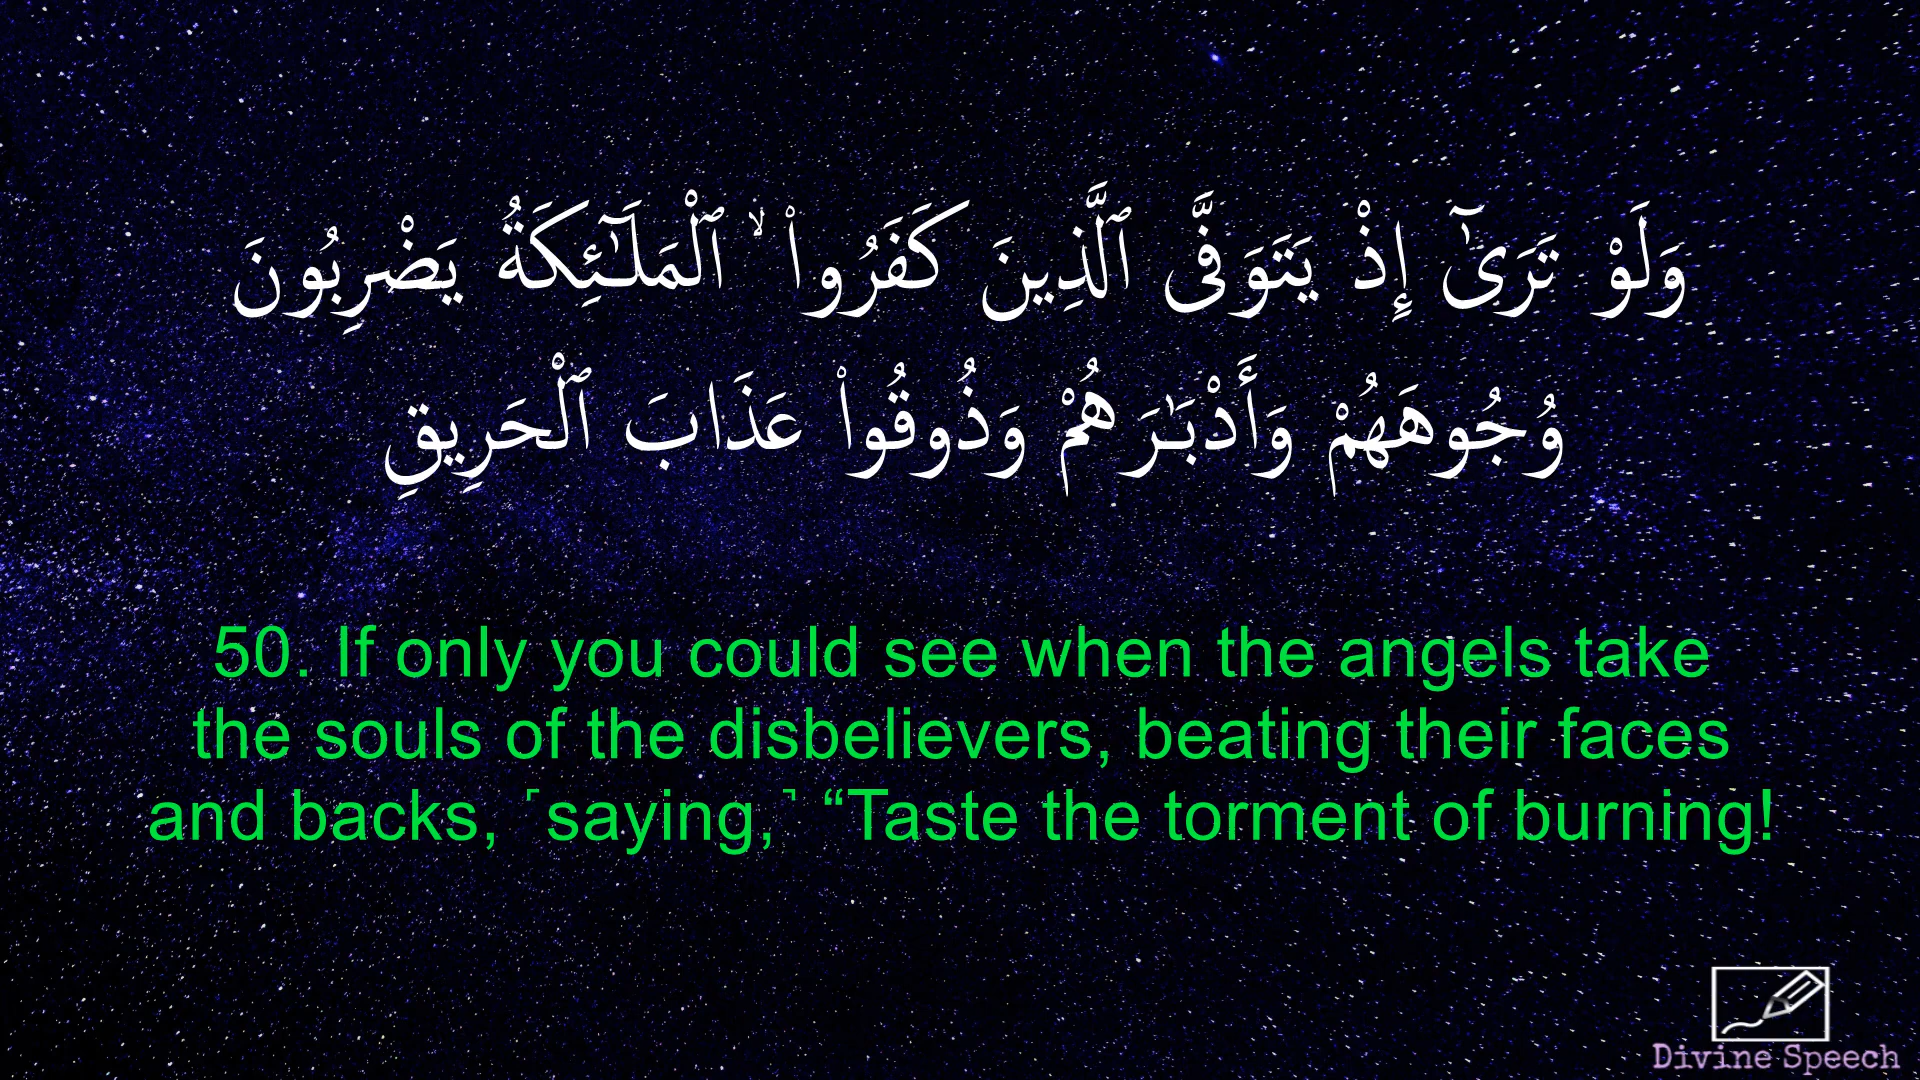 وَلَوْ تَرَىٰٓ إِذْ يَتَوَفَّى ٱلَّذِينَ كَفَرُوا۟ ۙ ٱلْمَلَـٰٓئِكَةُ يَضْرِبُونَ
وُجُوهَهُمْ وَأَدْبَـٰرَهُمْ وَذُوقُوا۟ عَذَابَ ٱلْحَرِيقِ
50. If only you could see when the angels take
the souls of the disbelievers, beating their faces
and backs, ˹saying,˺ “Taste the torment of burning!
Divine Speech